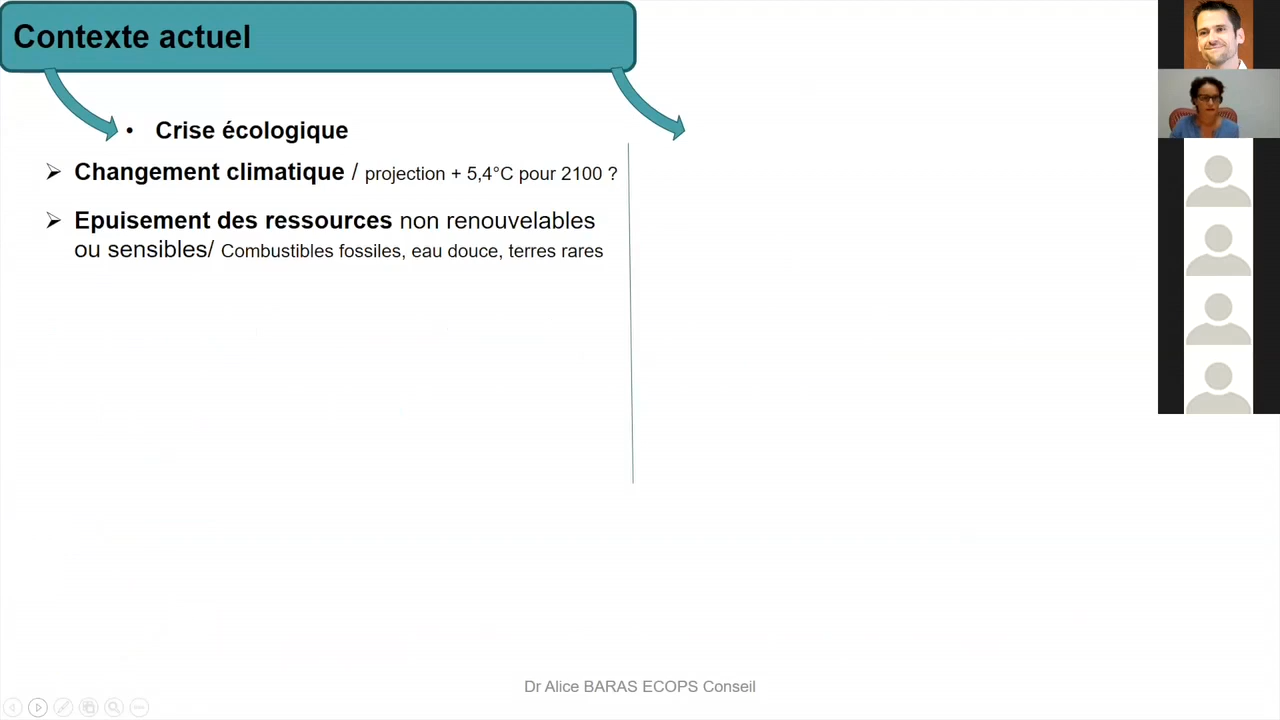 Contexte actuel
• Crise écologique
➢ Changement climatique / projection + 5,4°C pour 2100 ?
➢ Epuisement des ressources non renouvelables
ou sensibles/ Combustibles fossiles, eau douce, terres rares
Dr Alice BARAS ECOPS Conseil